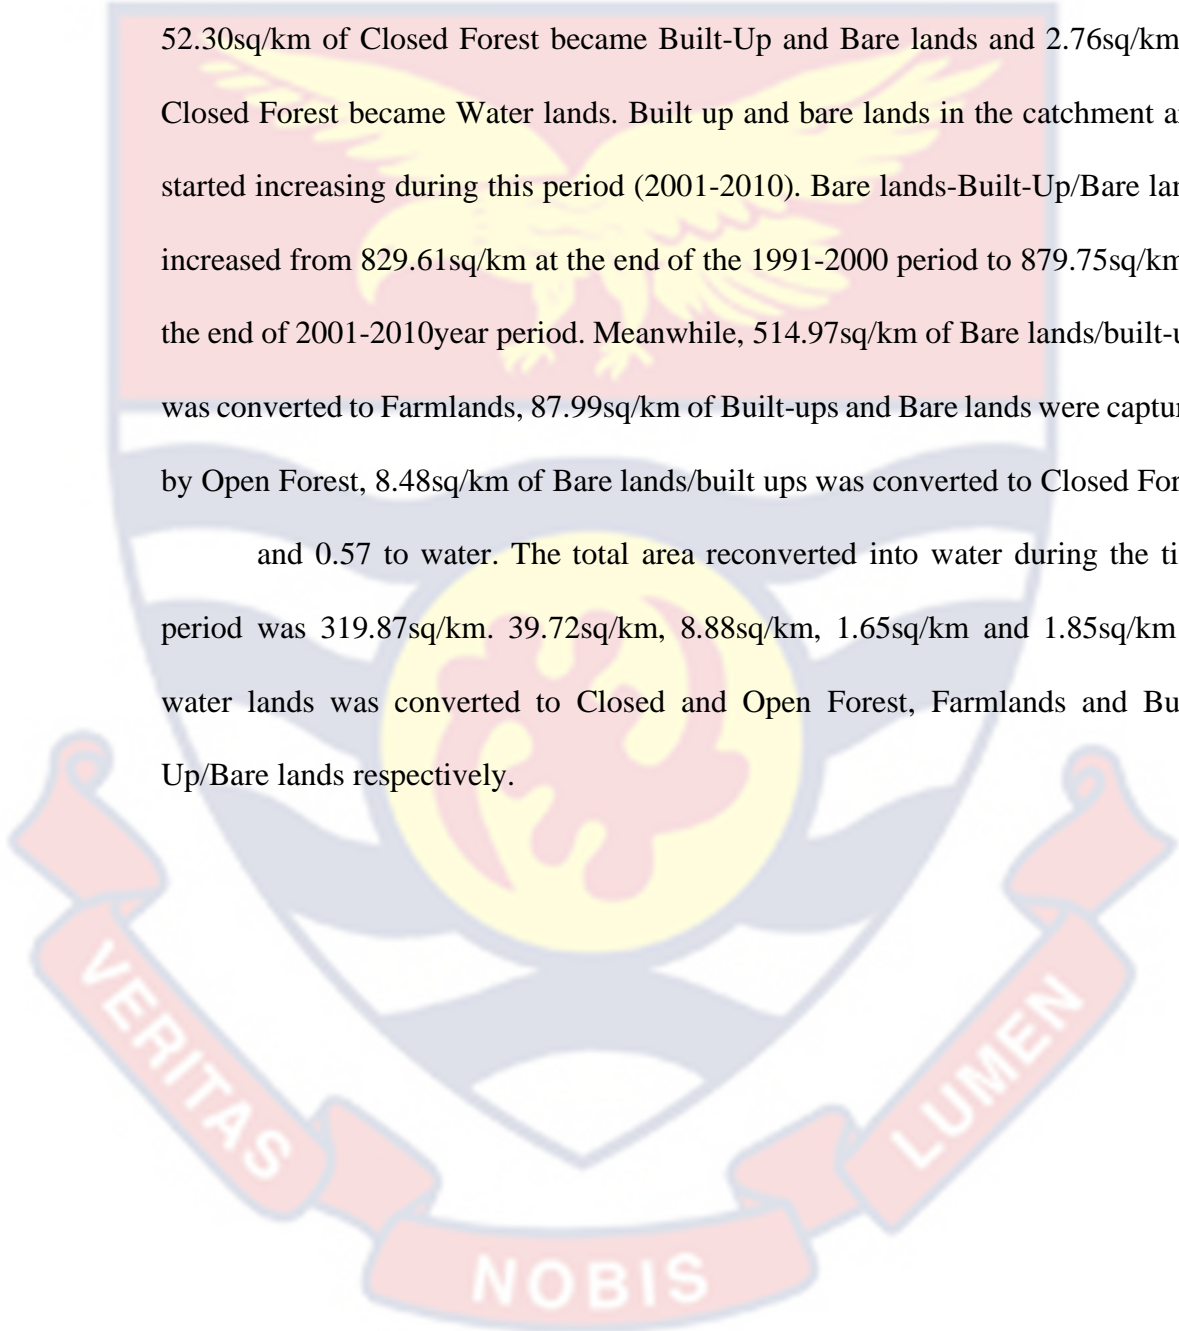 52.30sq/km of Closed Forest became Built-Up and Bare lands and 2.76sq/km
Closed Forest became Water lands. Built up and bare lands in the catchment
started increasing during this period (2001-2010). Bare lands-Built-Up/Bare
increased from 829.61sq/km at the end of the 1991-2000 period to 879.75sq/km
the end of 2001-2010year period. Meanwhile, 514.97sq/km of Bare
was converted to Farmlands, 87.99sq/km of Built-ups and Bare lands were
by Open Forest, 8.48sq/km of Bare lands/built ups was converted to Closed
and 0.57 to water. The total area reconverted into water during the
period was 319.87sq/km. 39.72sq/km, 8.88sq/km, 1.65sq/km and 1.85sq/km
water lands was converted to Closed and Open Forest, Farmlands and
Up/Bare lands respectively.
VERITAS
NOBIS
LUMEN